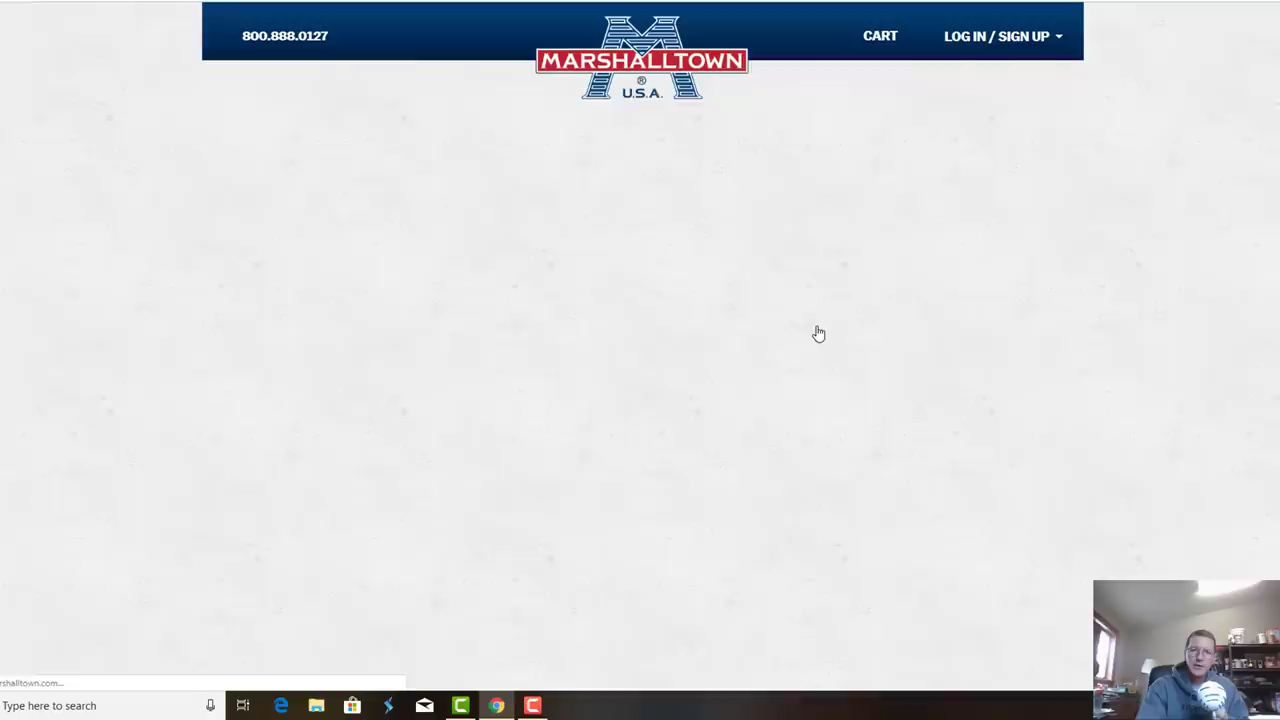 800.888.0127
CART
LOG IN / SIGN UP
MARSHALLTOWN
®
U.S.A.
rshalltown.com...
Type here to search